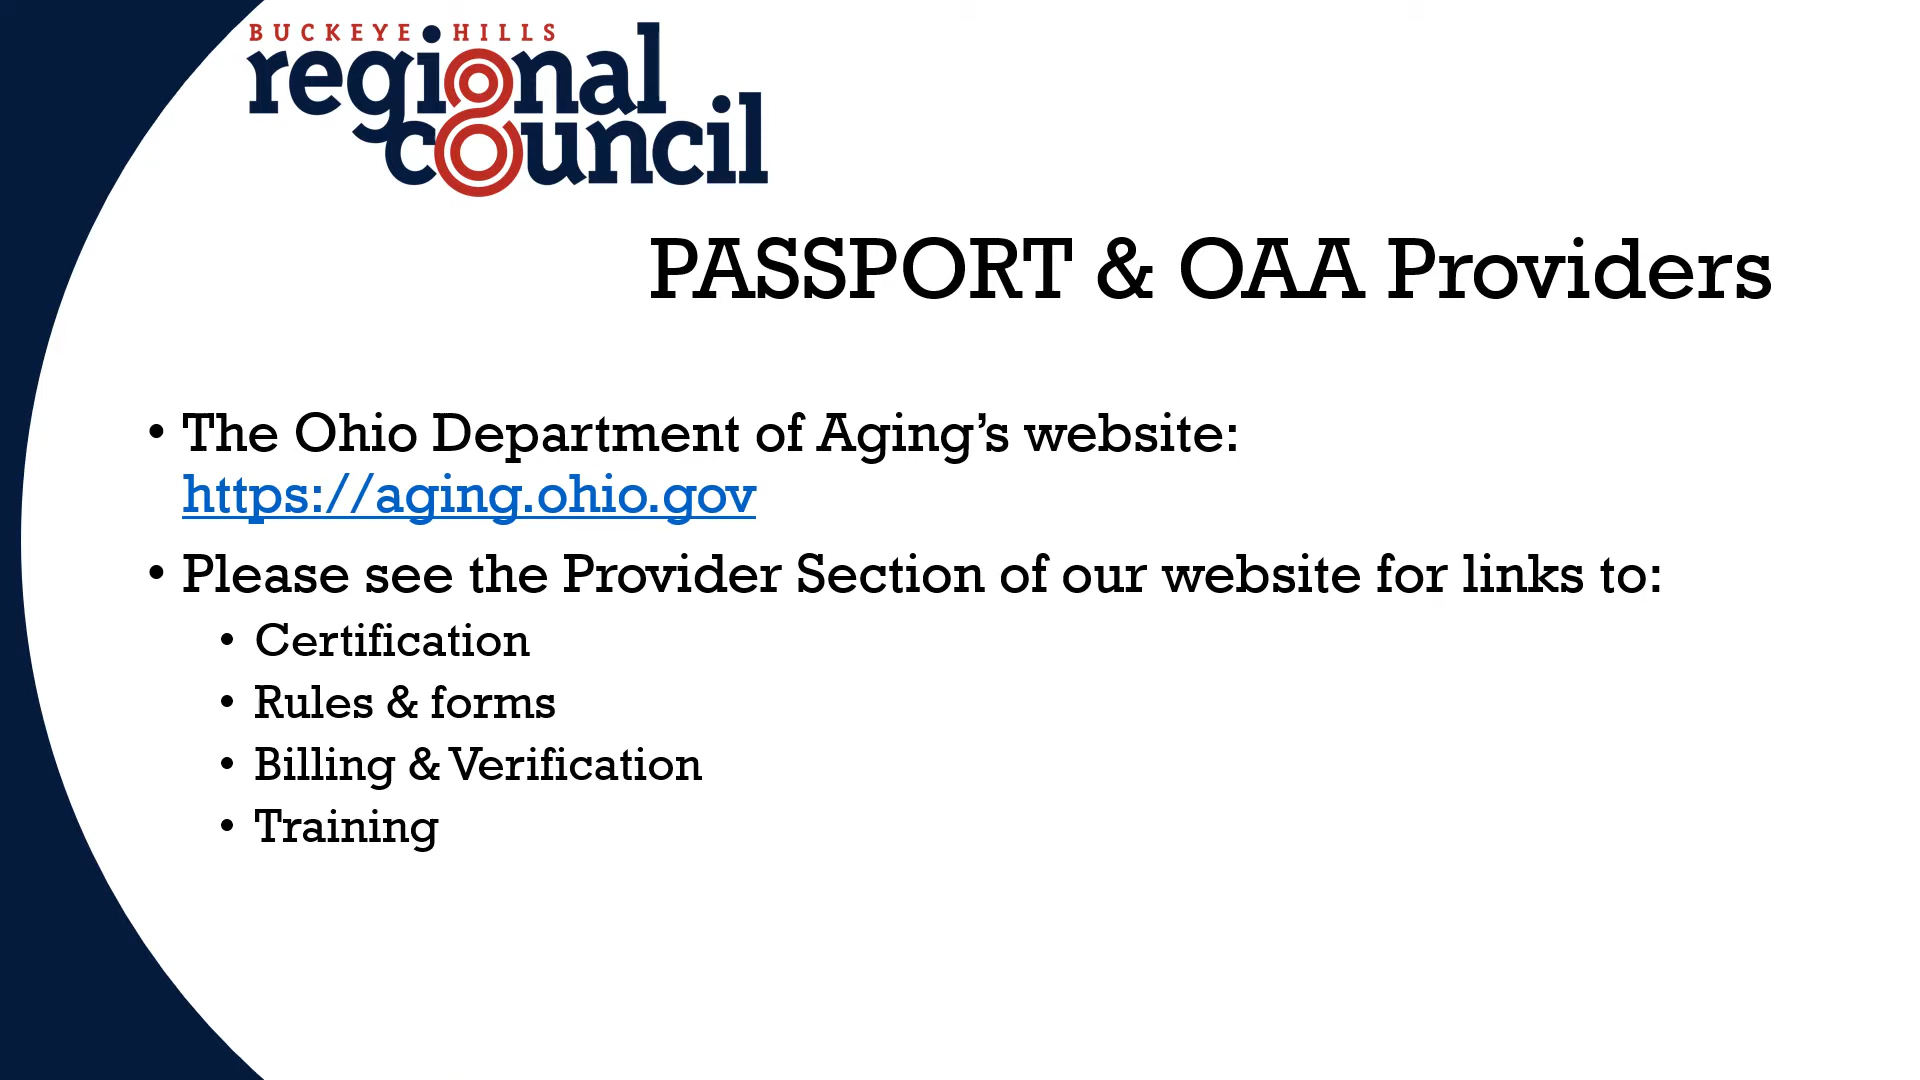 BUCKEYE HILLS
regional
council
PASSPORT & OAA Providers
• The Ohio Department of Aging’s website:
https://aging.ohio.gov
• Please see the Provider Section of our website for links to:
• Certification
• Rules & forms
• Billing & Verification
• Training